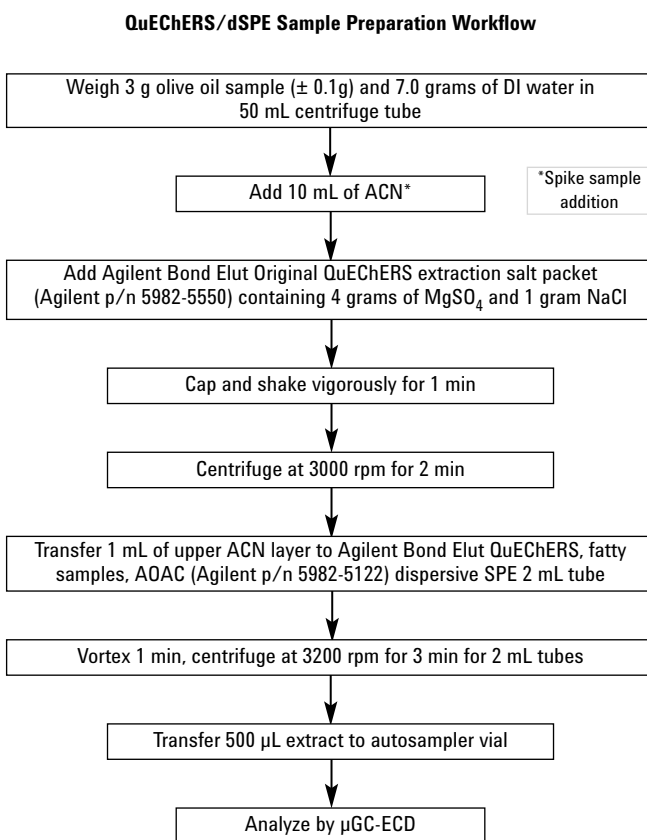 QuEChERS/dSPE Sample Preparation Workflow
Weigh 3 g olive oil sample (± 0.1g) and 7.0 grams of DI water in
50 mL centrifuge tube
Add 10 mL of ACN*
*Spike sample
addition
Add Agilent Bond Elut Original QuEChERS extraction salt packet
(Agilent p/n 5982-5550) containing 4 grams of MgSO₄ and 1 gram NaCl
Cap and shake vigorously for 1 min
Centrifuge at 3000 rpm for 2 min
Transfer 1 mL of upper ACN layer to Agilent Bond Elut QuEChERS, fatty
samples, AOAC (Agilent p/n 5982-5122) dispersive SPE 2 mL tube
Vortex 1 min, centrifuge at 3200 rpm for 3 min for 2 mL tubes
Transfer 500 µL extract to autosampler vial
Analyze by µGC-ECD